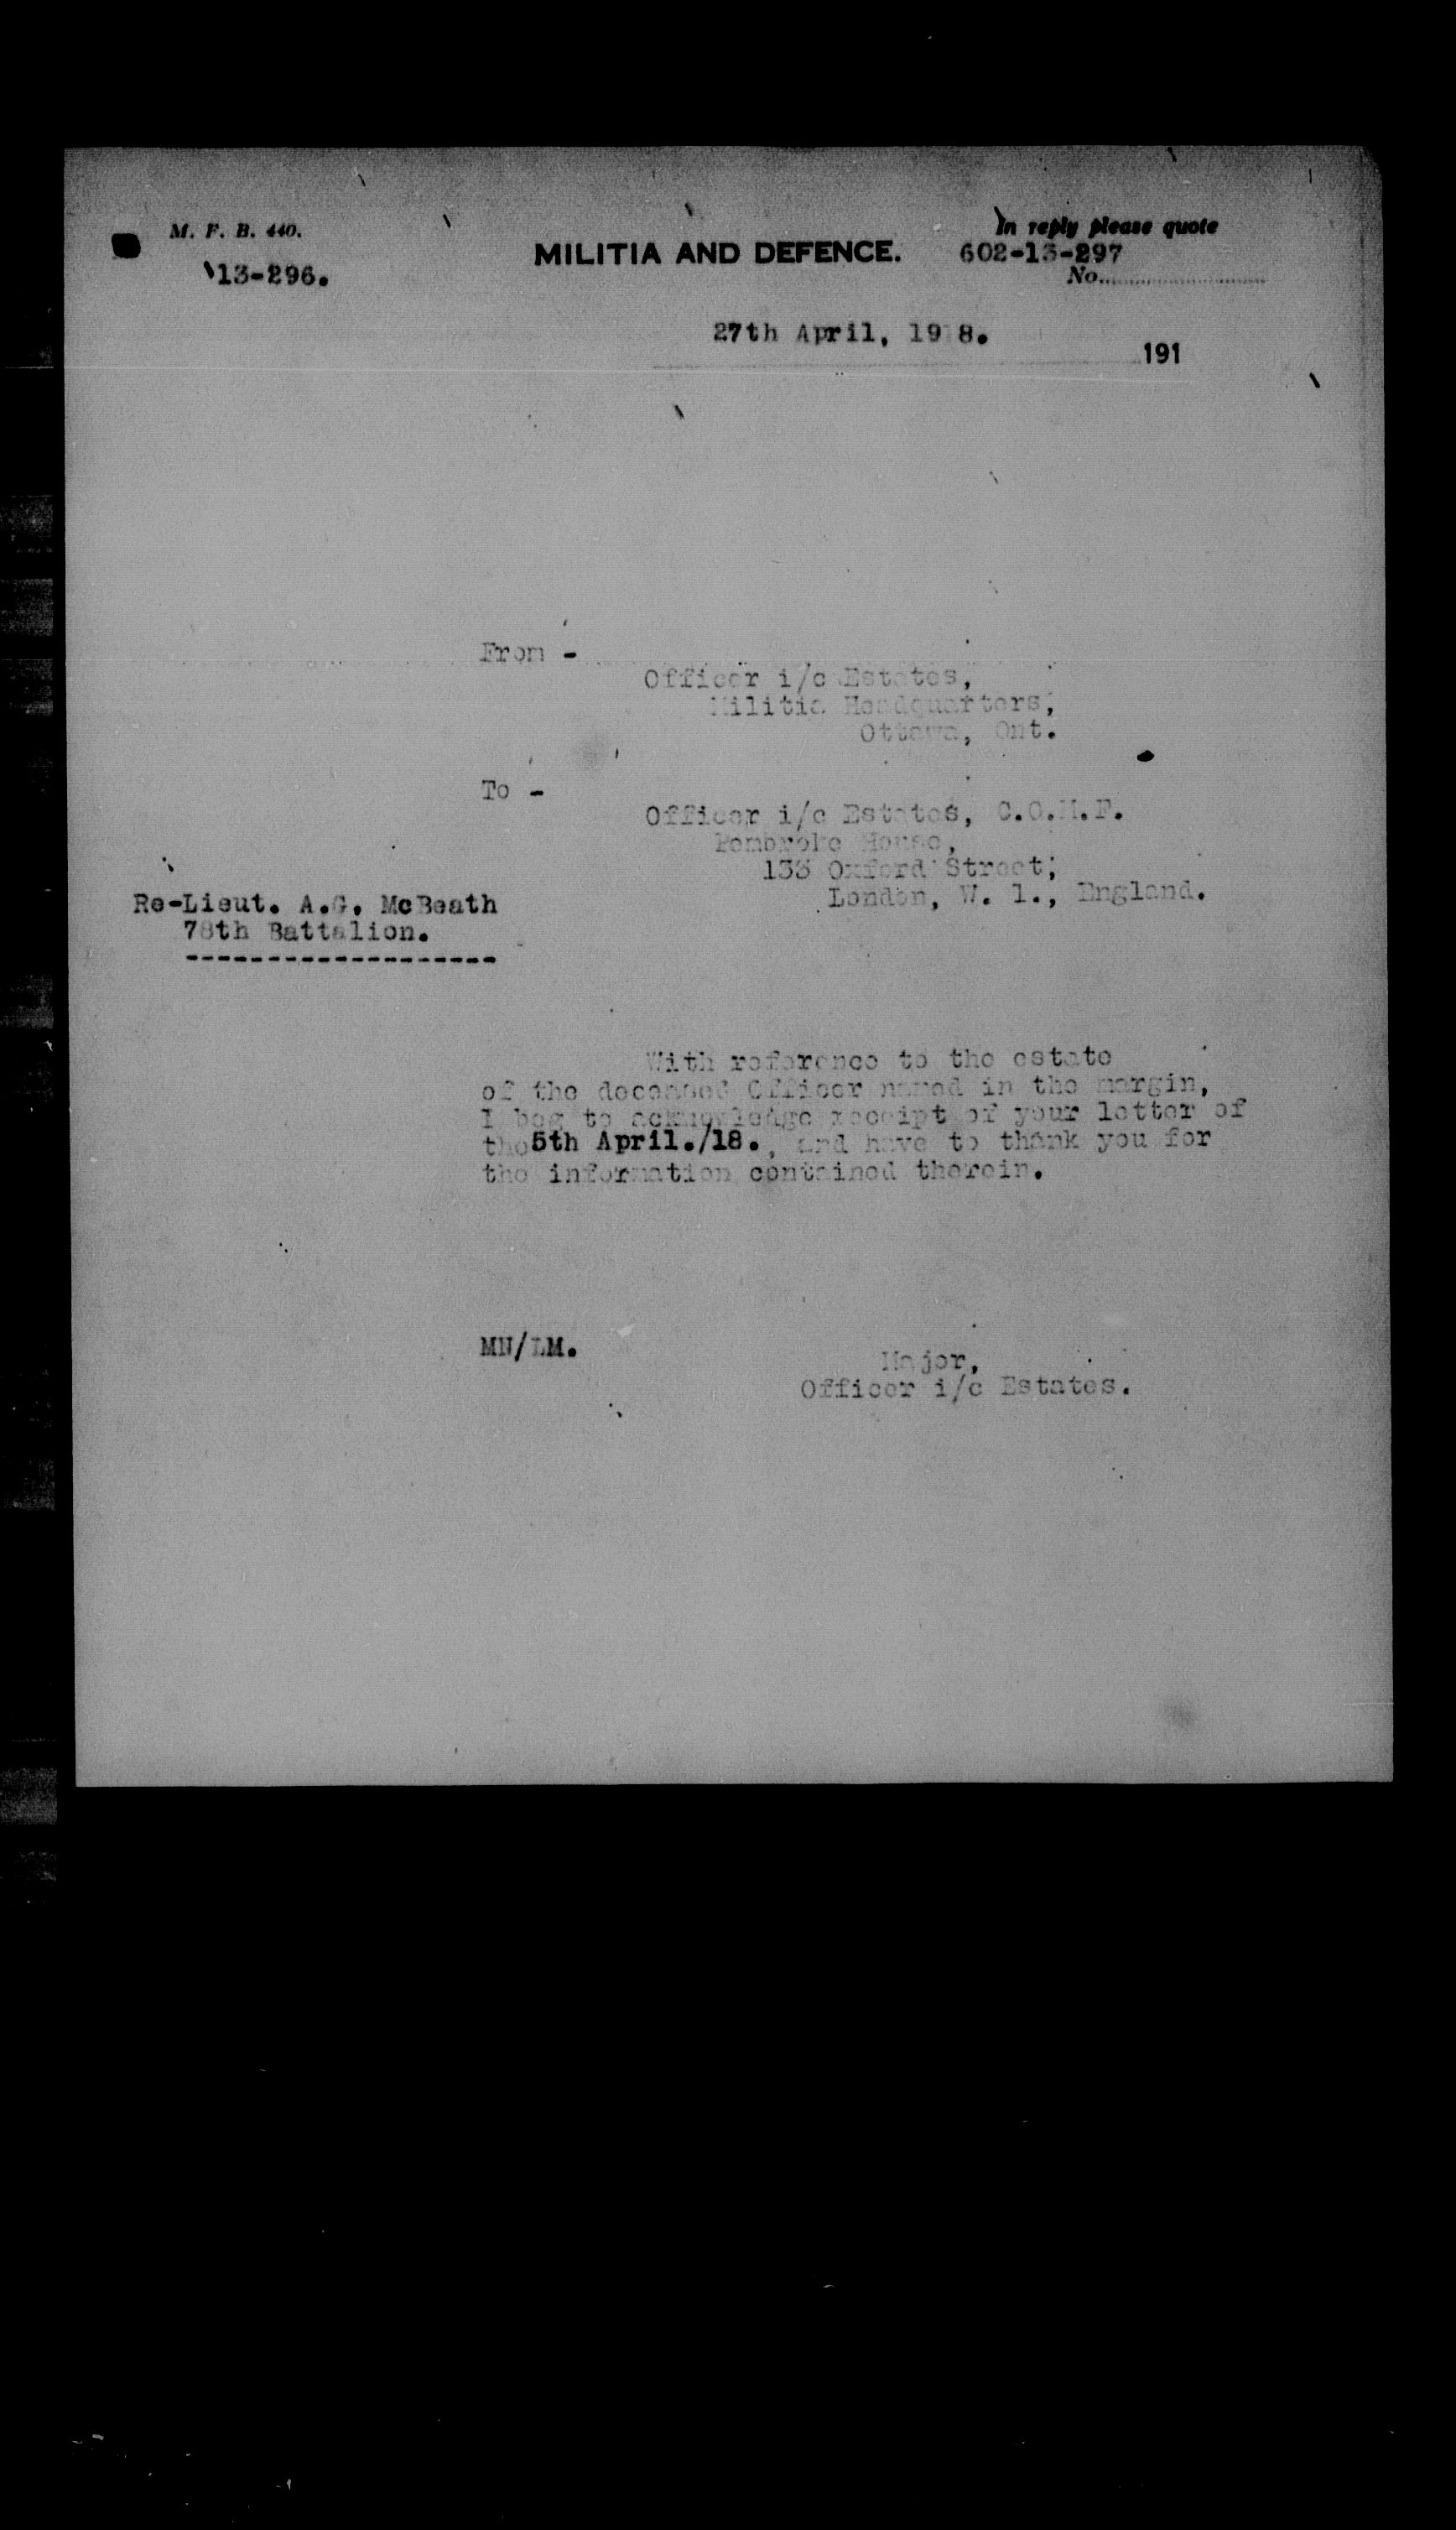 M. F. B. 440.
In reply please quote
MILITIA AND DEFENCE.
602-13-297
13-296.
No.
27th April, 1918.
191
From -
Officer i/c Estates,
Militia Headquarters,
Ottawa, Ont.
To -
Officer i/c Estates, O.C.M.F.
Pembroke House,
133 Oxford Street,
London, W. 1., England.
Re-Lieut. A.G. McBeath
78th Battalion.
-------------------
With reference to the estate
of the deceased Officer named in the margin,
I beg to acknowledge receipt of your letter of
the 5th April./18., and have to thank you for
the information contained therein.
MN/LM.
Major,
Officer i/c Estates.